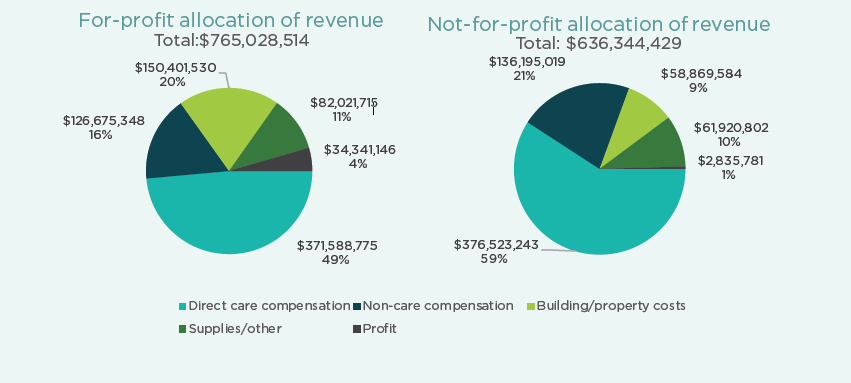 For-profit allocation of revenue
Total:$765,028,514
$150,401,530
20%
$126,675,348
16%
$82,021,715
11%
$34,341,146
4%
$371,588,775
49%
Not-for-profit allocation of revenue
Total: $636,344,429
$136,195,019
21%
$58,869,584
9%
$61,920,802
10%
$2,835,781
1%
$376,523,243
59%
Direct care compensation
Non-care compensation
Building/property costs
Supplies/other
Profit